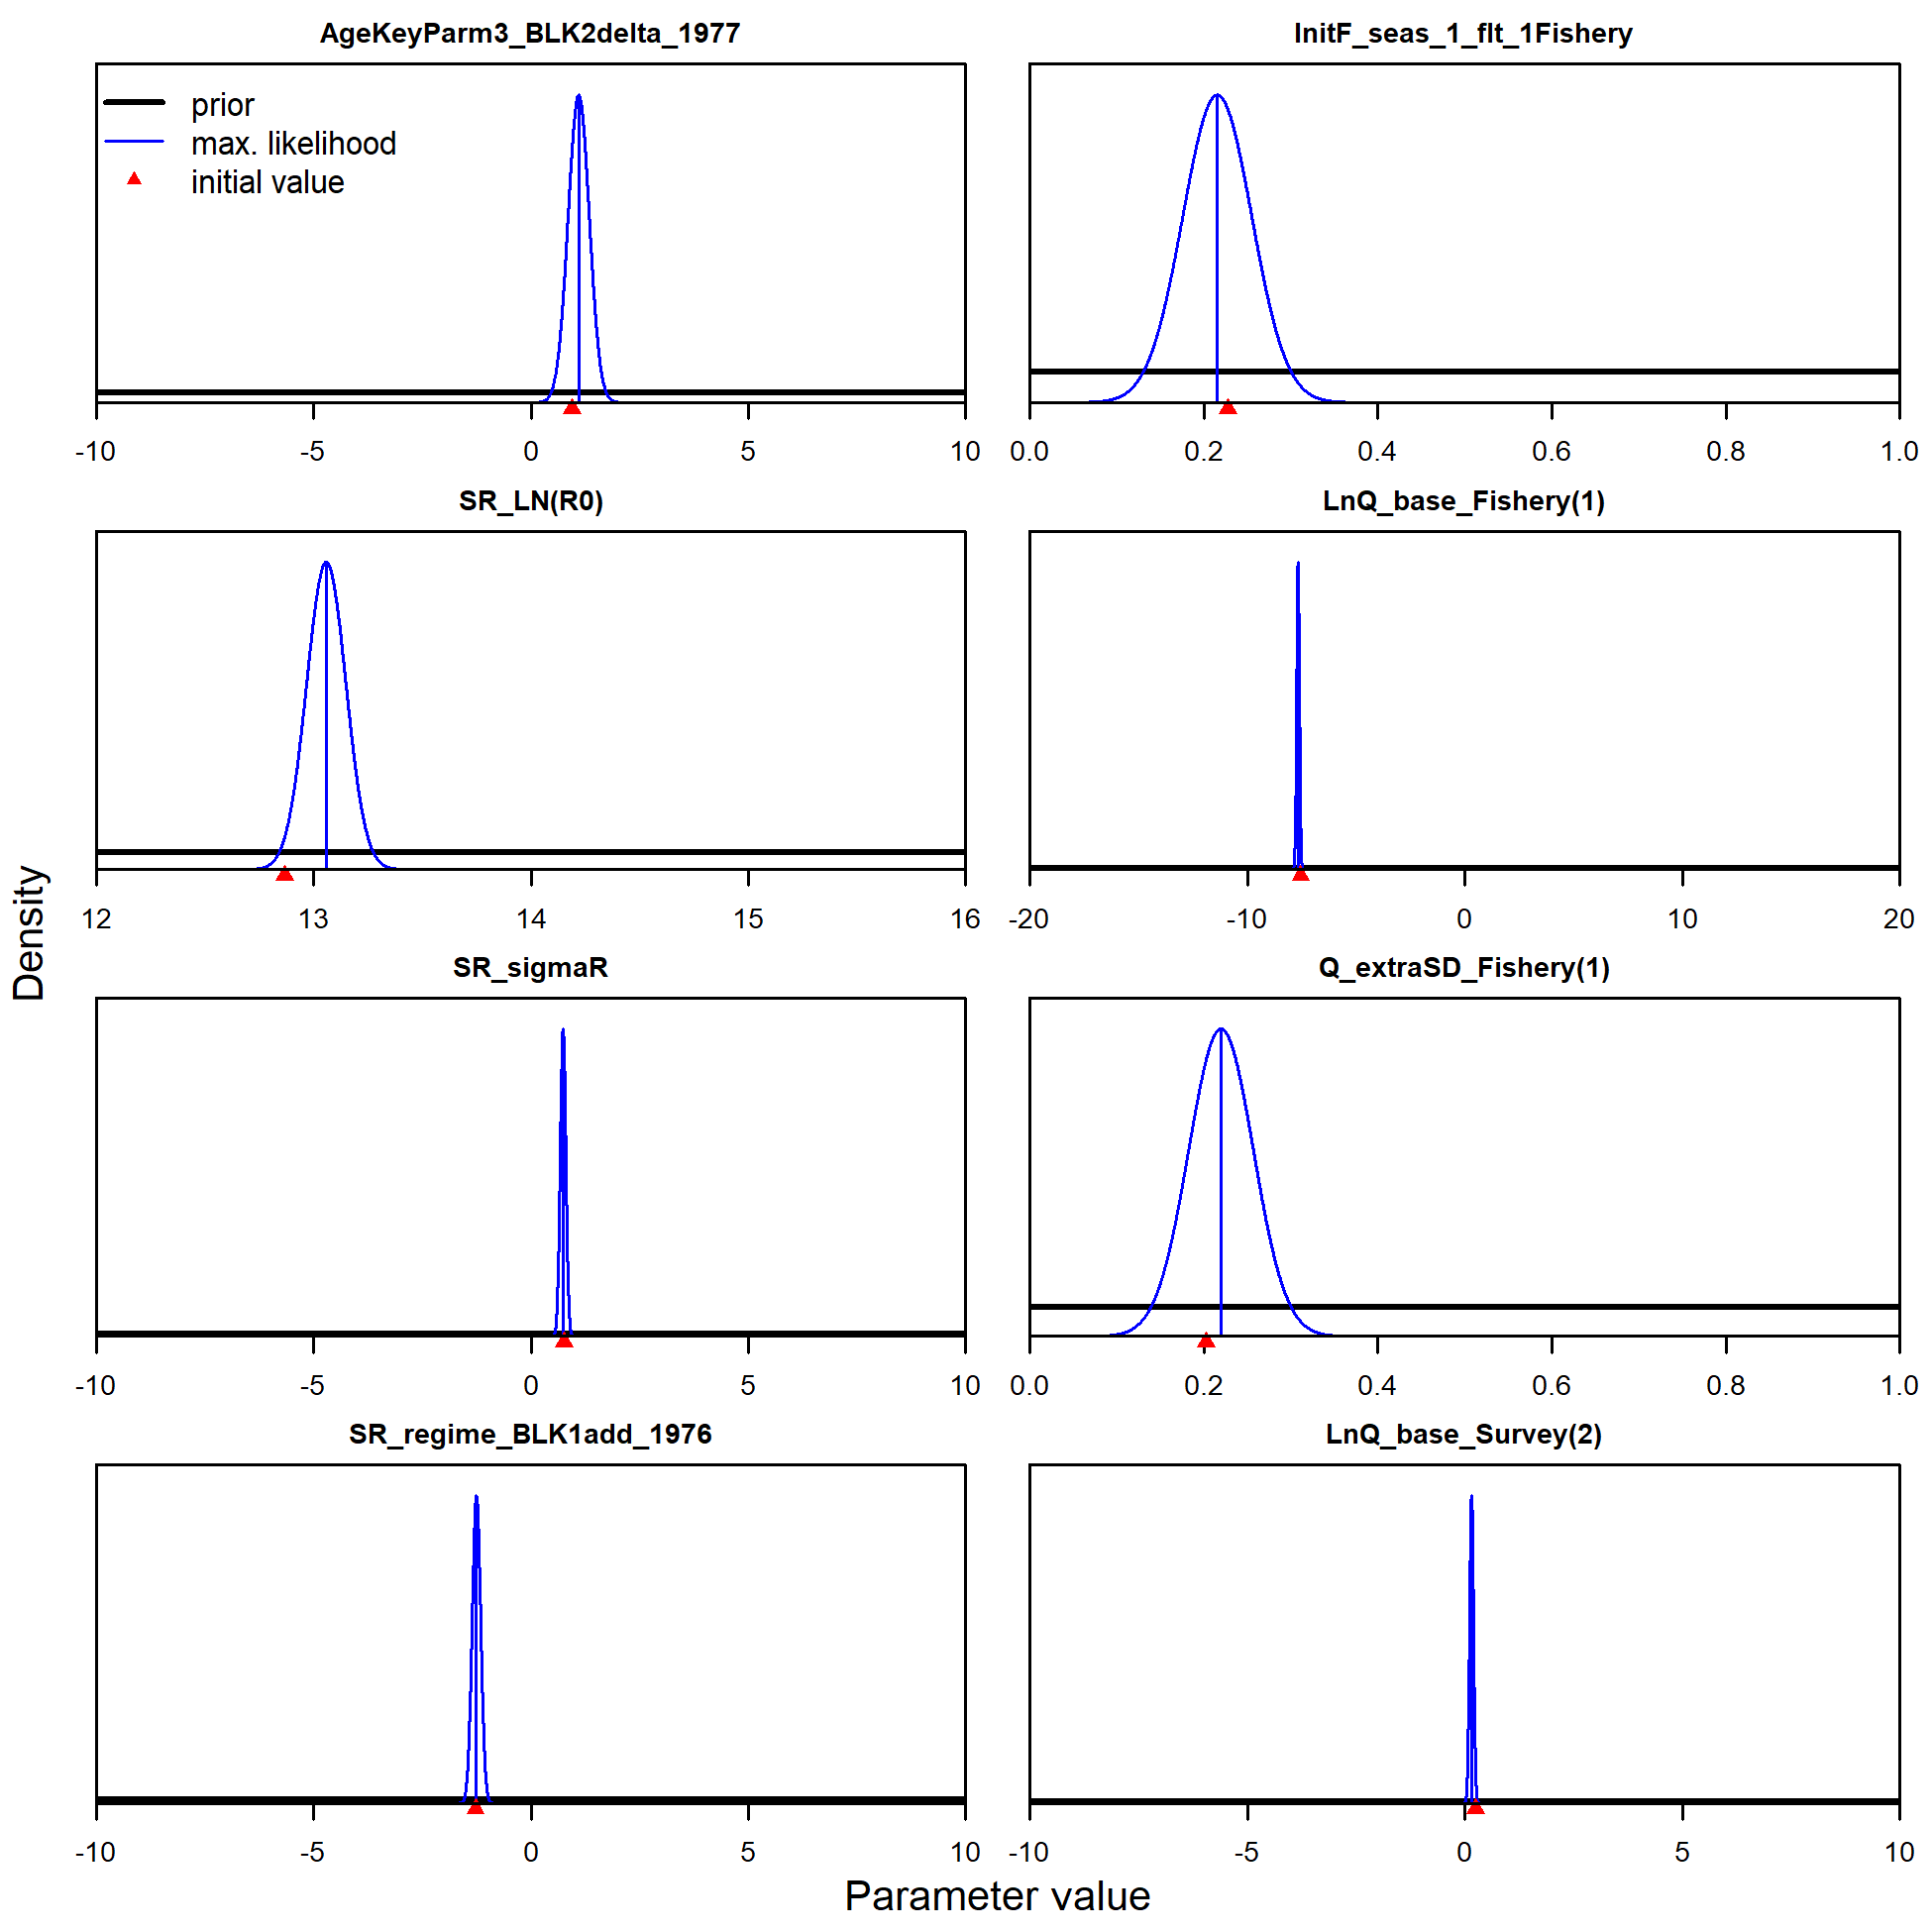 AgeKeyParm3_BLK2delta_1977
prior
max. likelihood
initial value
-10 -5 0 5 10
InitF_seas_1_flt_1Fishery
0.0 0.2 0.4 0.6 0.8 1.0
SR_LN(R0)
12 13 14 15 16
LnQ_base_Fishery(1)
-20 -10 0 10 20
Density
SR_sigmaR
-10 -5 0 5 10
Q_extraSD_Fishery(1)
0.0 0.2 0.4 0.6 0.8 1.0
SR_regime_BLK1add_1976
-10 -5 0 5 10
LnQ_base_Survey(2)
-10 -5 0 5 10
Parameter value